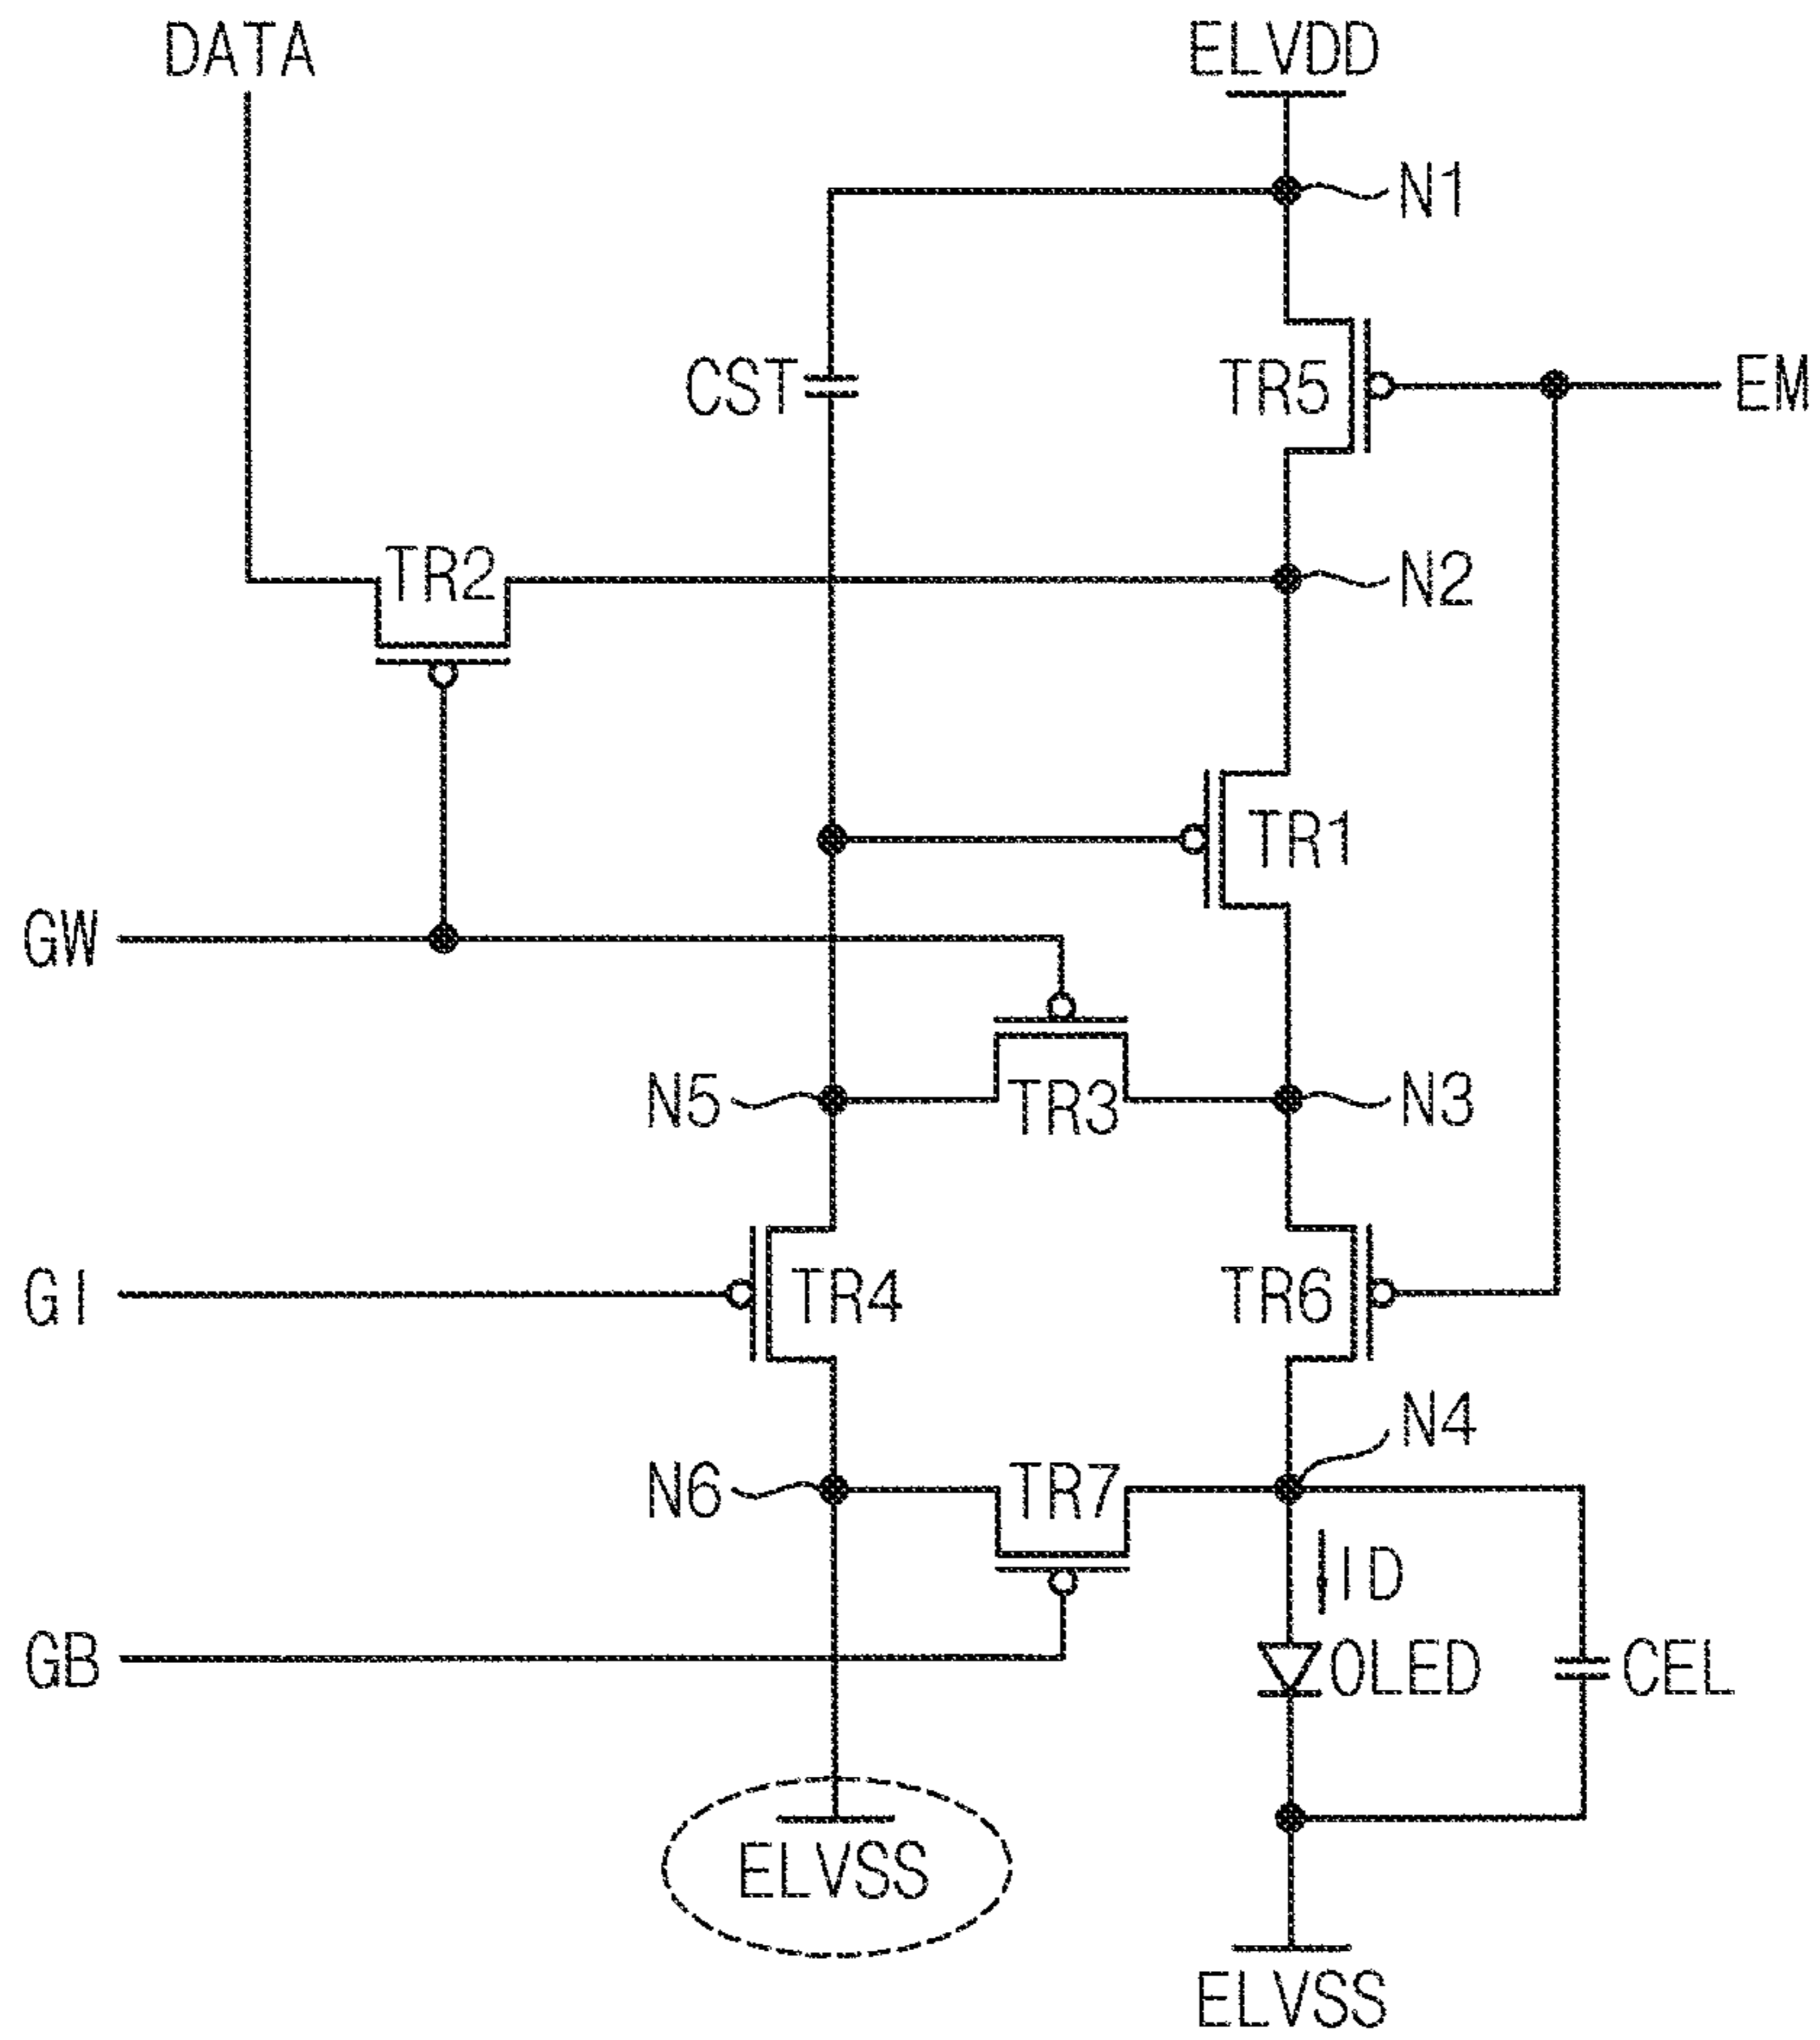 DATA
ELVDD
N1
CST
TR5
EM
TR2
N2
TR1
GW
N5
TR3
N3
GI
TR4
TR6
N4
N6
TR7
ID
GB
OLED
CEL
ELVSS
ELVSS